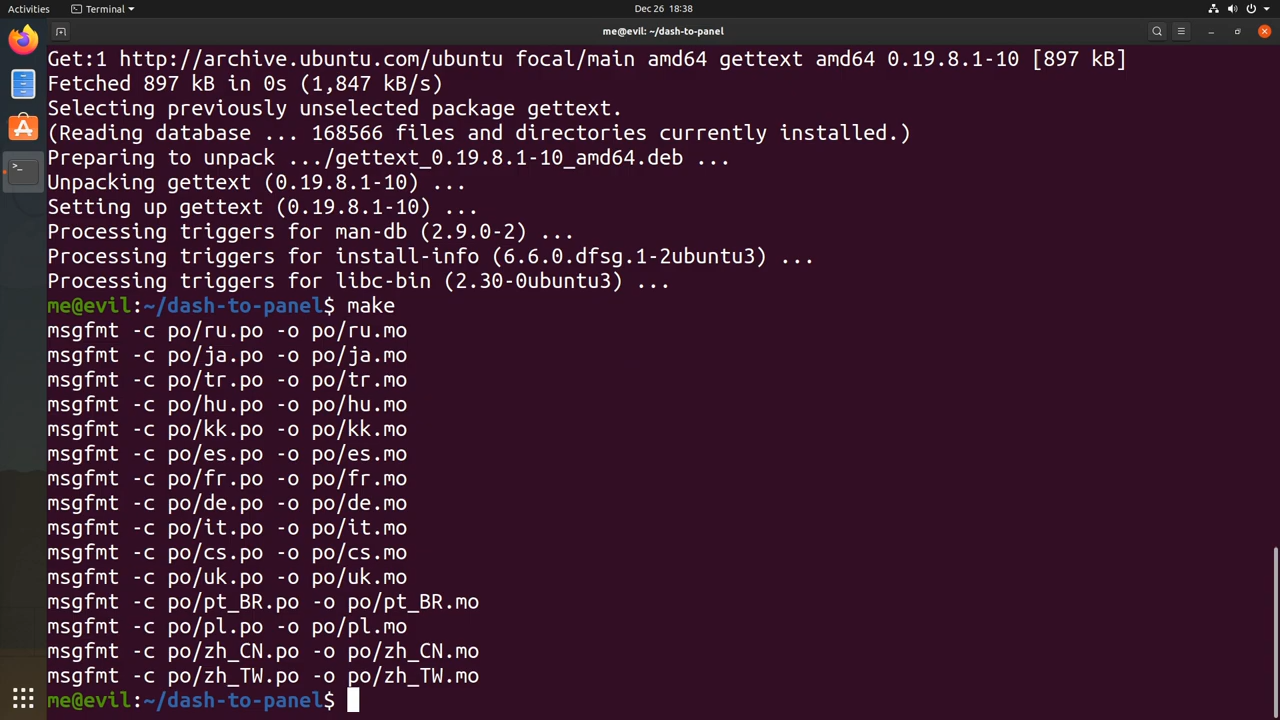 Activities
Terminal
Dec 26 18:38
me@evil: ~/dash-to-panel
Get:1 http://archive.ubuntu.com/ubuntu focal/main amd64 gettext amd64 0.19.8.1-10 [897 kB]
Fetched 897 kB in 0s (1,847 kB/s)
Selecting previously unselected package gettext.
(Reading database ... 168566 files and directories currently installed.)
Preparing to unpack .../gettext_0.19.8.1-10_amd64.deb ...
Unpacking gettext (0.19.8.1-10) ...
Setting up gettext (0.19.8.1-10) ...
Processing triggers for man-db (2.9.0-2) ...
Processing triggers for install-info (6.6.0.dfsg.1-2ubuntu3) ...
Processing triggers for libc-bin (2.30-0ubuntu3) ...
me@evil:~/dash-to-panel$ make
msgfmt -c po/ru.po -o po/ru.mo
msgfmt -c po/ja.po -o po/ja.mo
msgfmt -c po/tr.po -o po/tr.mo
msgfmt -c po/hu.po -o po/hu.mo
msgfmt -c po/kk.po -o po/kk.mo
msgfmt -c po/es.po -o po/es.mo
msgfmt -c po/fr.po -o po/fr.mo
msgfmt -c po/de.po -o po/de.mo
msgfmt -c po/it.po -o po/it.mo
msgfmt -c po/cs.po -o po/cs.mo
msgfmt -c po/uk.po -o po/uk.mo
msgfmt -c po/pt_BR.po -o po/pt_BR.mo
msgfmt -c po/pl.po -o po/pl.mo
msgfmt -c po/zh_CN.po -o po/zh_CN.mo
msgfmt -c po/zh_TW.po -o po/zh_TW.mo
me@evil:~/dash-to-panel$